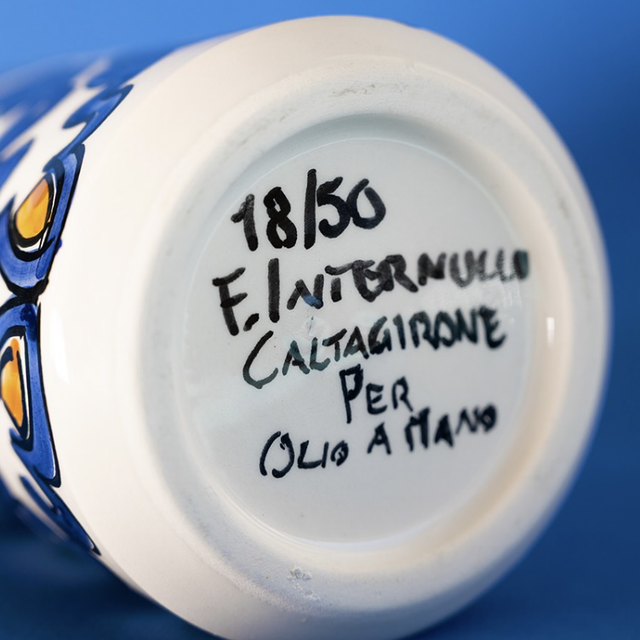 18/50
F. INTERNULLO
CALTAGIRONE
PER
OLIO A MANO